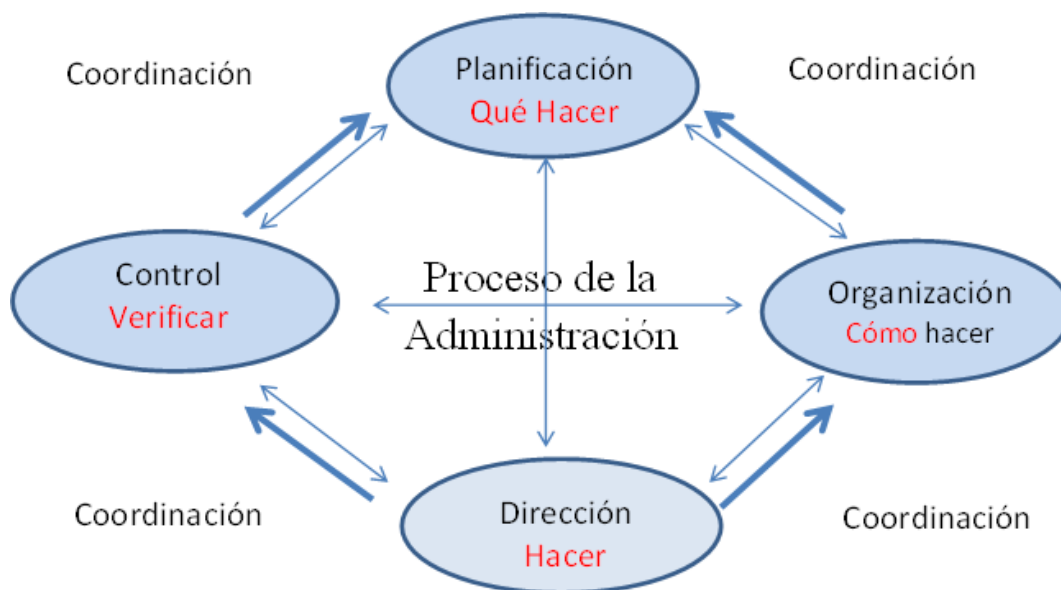 Coordinación
Planificación
Qué Hacer
Coordinación
Control
Verificar
Proceso de la
Administración
Organización
Cómo hacer
Coordinación
Dirección
Hacer
Coordinación